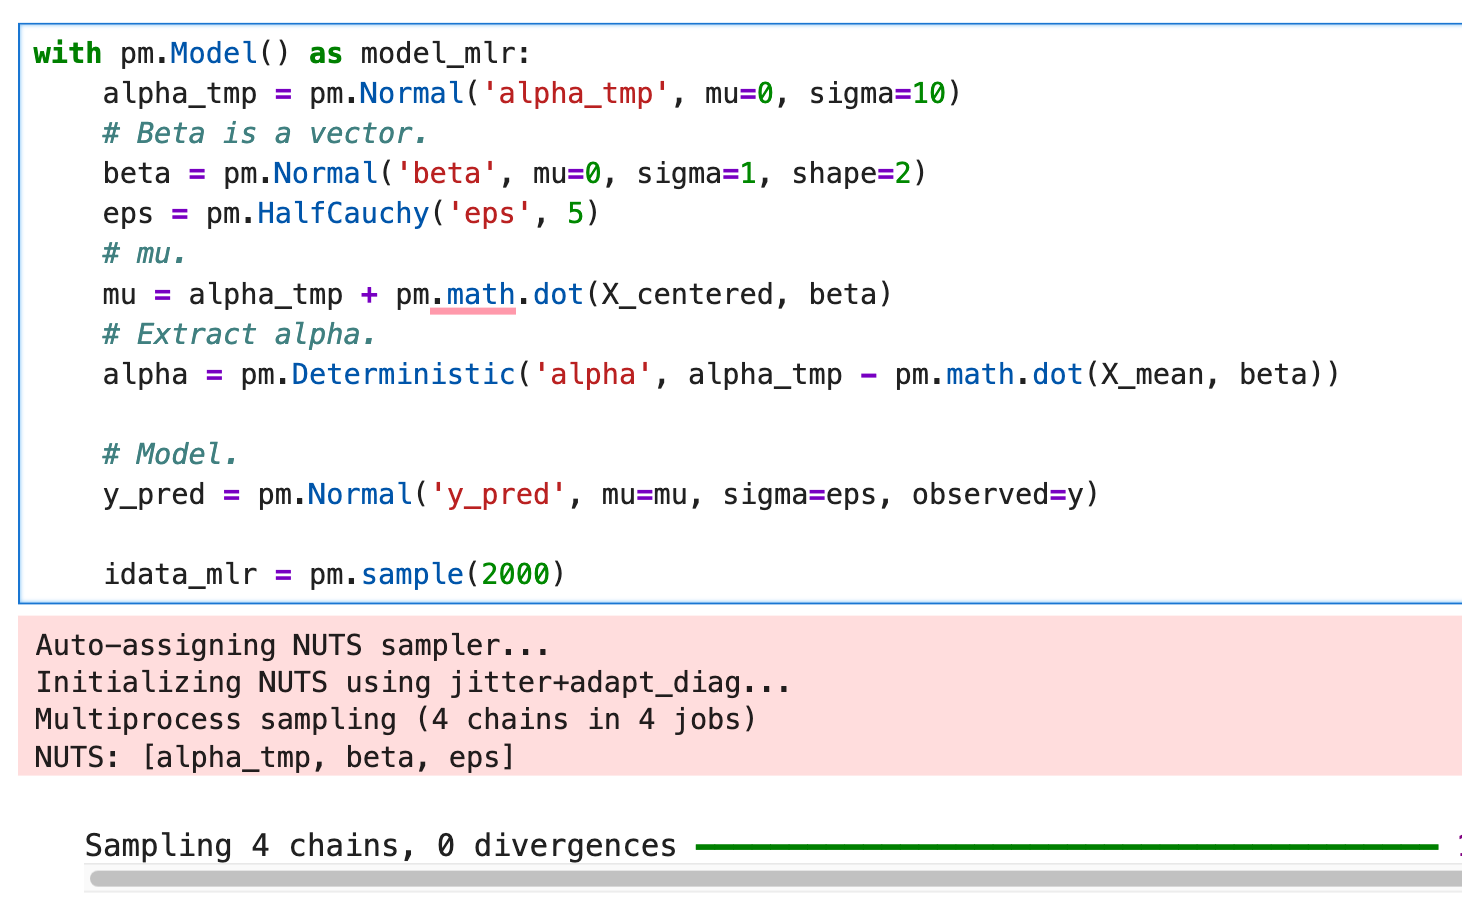 with pm.Model() as model_mlr:
    alpha_tmp = pm.Normal('alpha_tmp', mu=0, sigma=10)
    # Beta is a vector.
    beta = pm.Normal('beta', mu=0, sigma=1, shape=2)
    eps = pm.HalfCauchy('eps', 5)
    # mu.
    mu = alpha_tmp + pm.math.dot(X_centered, beta)
    # Extract alpha.
    alpha = pm.Deterministic('alpha', alpha_tmp - pm.math.dot(X_mean, beta))
    # Model.
    y_pred = pm.Normal('y_pred', mu=mu, sigma=eps, observed=y)
    idata_mlr = pm.sample(2000)
Auto-assigning NUTS sampler...
Initializing NUTS using jitter+adapt_diag...
Multiprocess sampling (4 chains in 4 jobs)
NUTS: [alpha_tmp, beta, eps]
Sampling 4 chains, 0 divergences